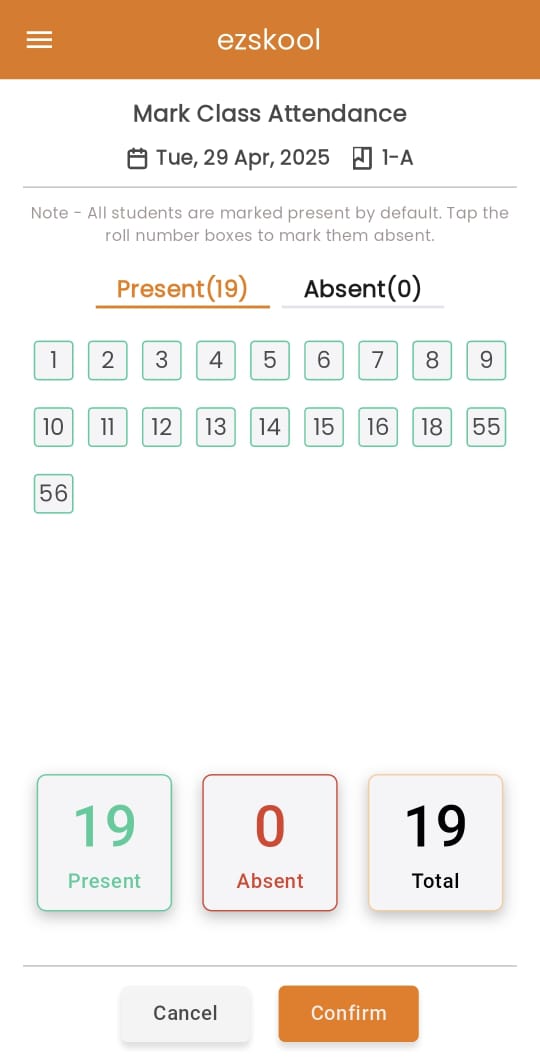 ezskool
Mark Class Attendance
Tue, 29 Apr, 2025 1-A
Note - All students are marked present by default. Tap the
roll number boxes to mark them absent.
Present(19) Absent(0)
1 2 3 4 5 6 7 8 9
10 11 12 13 14 15 16 18 55
56
19 0 19
Present Absent Total
Cancel Confirm